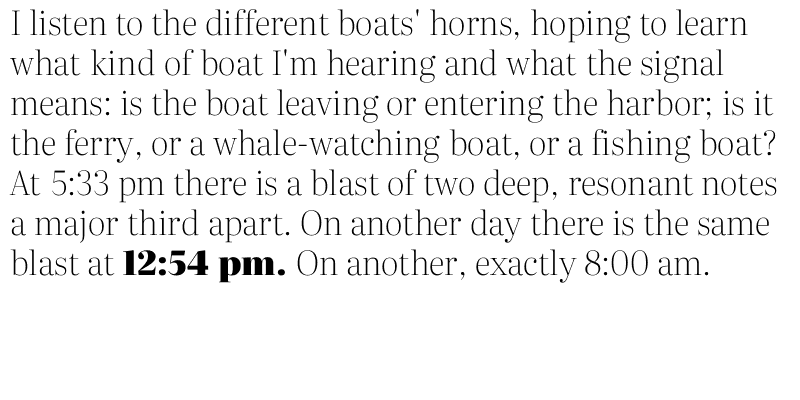 I listen to the different boats' horns, hoping to learn
what kind of boat I'm hearing and what the signal
means: is the boat leaving or entering the harbor; is it
the ferry, or a whale-watching boat, or a fishing boat?
At 5:33 pm there is a blast of two deep, resonant notes
a major third apart. On another day there is the same
blast at 12:54 pm. On another, exactly 8:00 am.